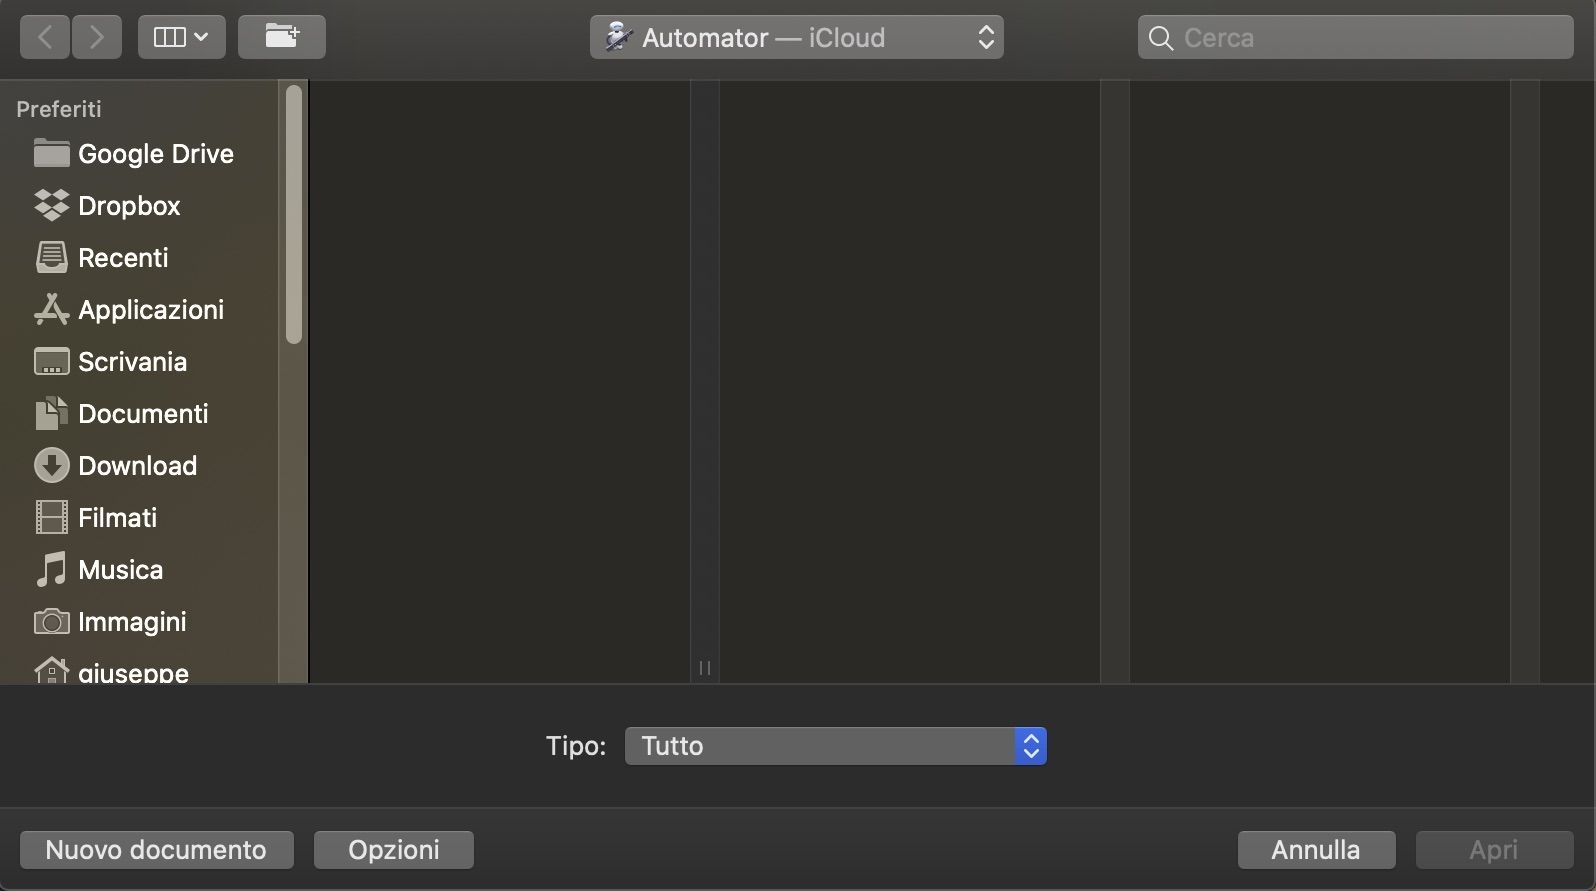 Automator — iCloud
Cerca
Preferiti
Google Drive
Dropbox
Recenti
Applicazioni
Scrivania
Documenti
Download
Filmati
Musica
Immagini
giuseppe
Tipo: Tutto
Nuovo documento
Opzioni
Annulla
Apri